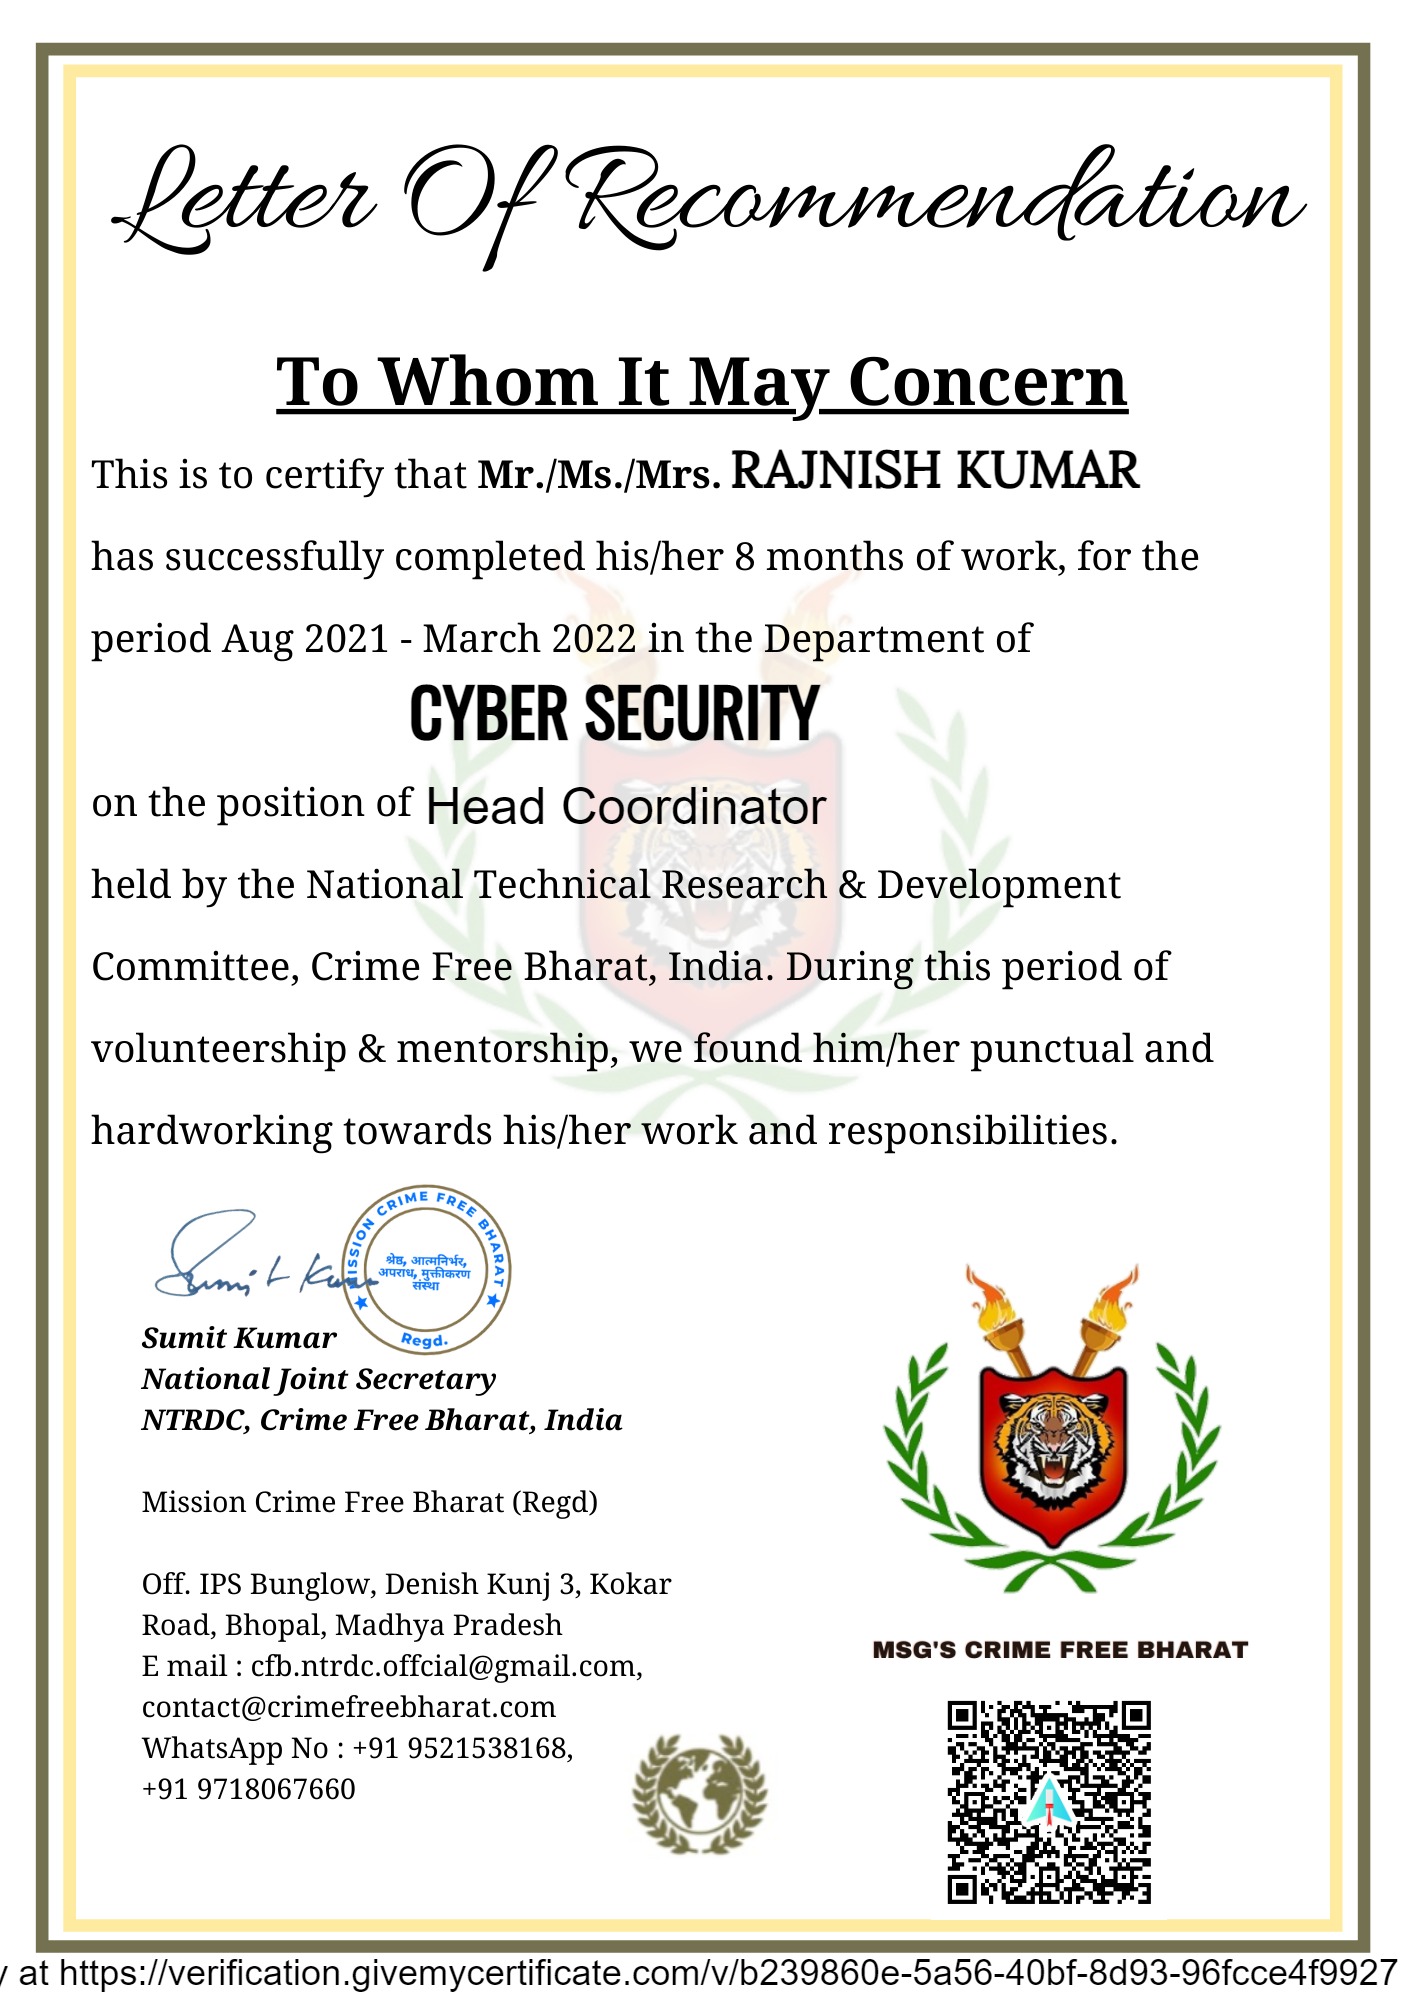 Letter Of Recommendation
To Whom It May Concern
This is to certify that Mr./Ms./Mrs. RAJNISH KUMAR
has successfully completed his/her 8 months of work, for the
period Aug 2021 - March 2022 in the Department of
CYBER SECURITY
on the position of Head Coordinator
held by the National Technical Research & Development
Committee, Crime Free Bharat, India. During this period of
volunteership & mentorship, we found him/her punctual and
hardworking towards his/her work and responsibilities.
Sumit Kumar
MISSION CRIME FREE BHARAT
श्रेष्ठ, आत्मनिर्भर,
अपराध, मुक्तीकरण
संस्था
Regd.
Sumit Kumar
National Joint Secretary
NTRDC, Crime Free Bharat, India
Mission Crime Free Bharat (Regd)
Off. IPS Bunglow, Denish Kunj 3, Kokar
Road, Bhopal, Madhya Pradesh
E mail : cfb.ntrdc.offcial@gmail.com,
contact@crimefreebharat.com
WhatsApp No : +91 9521538168,
+91 9718067660
MSG'S CRIME FREE BHARAT
y at https://verification.givemycertificate.com/v/b239860e-5a56-40bf-8d93-96fcce4f9927